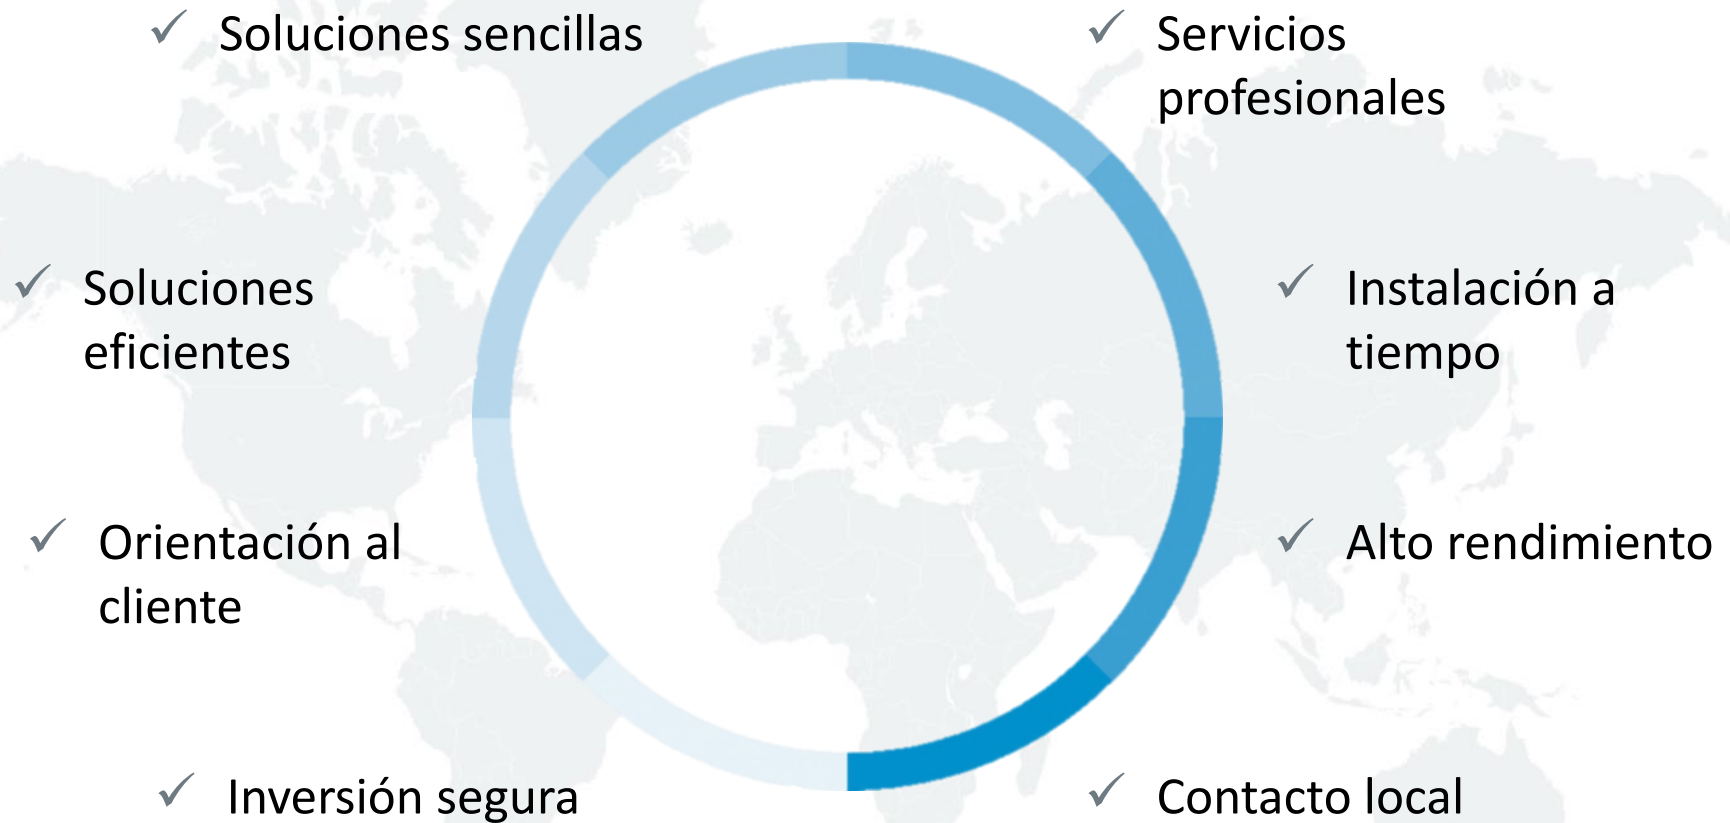 Soluciones sencillas
Servicios
profesionales
Soluciones
eficientes
Instalación a
tiempo
Orientación al
cliente
Alto rendimiento
Inversión segura
Contacto local